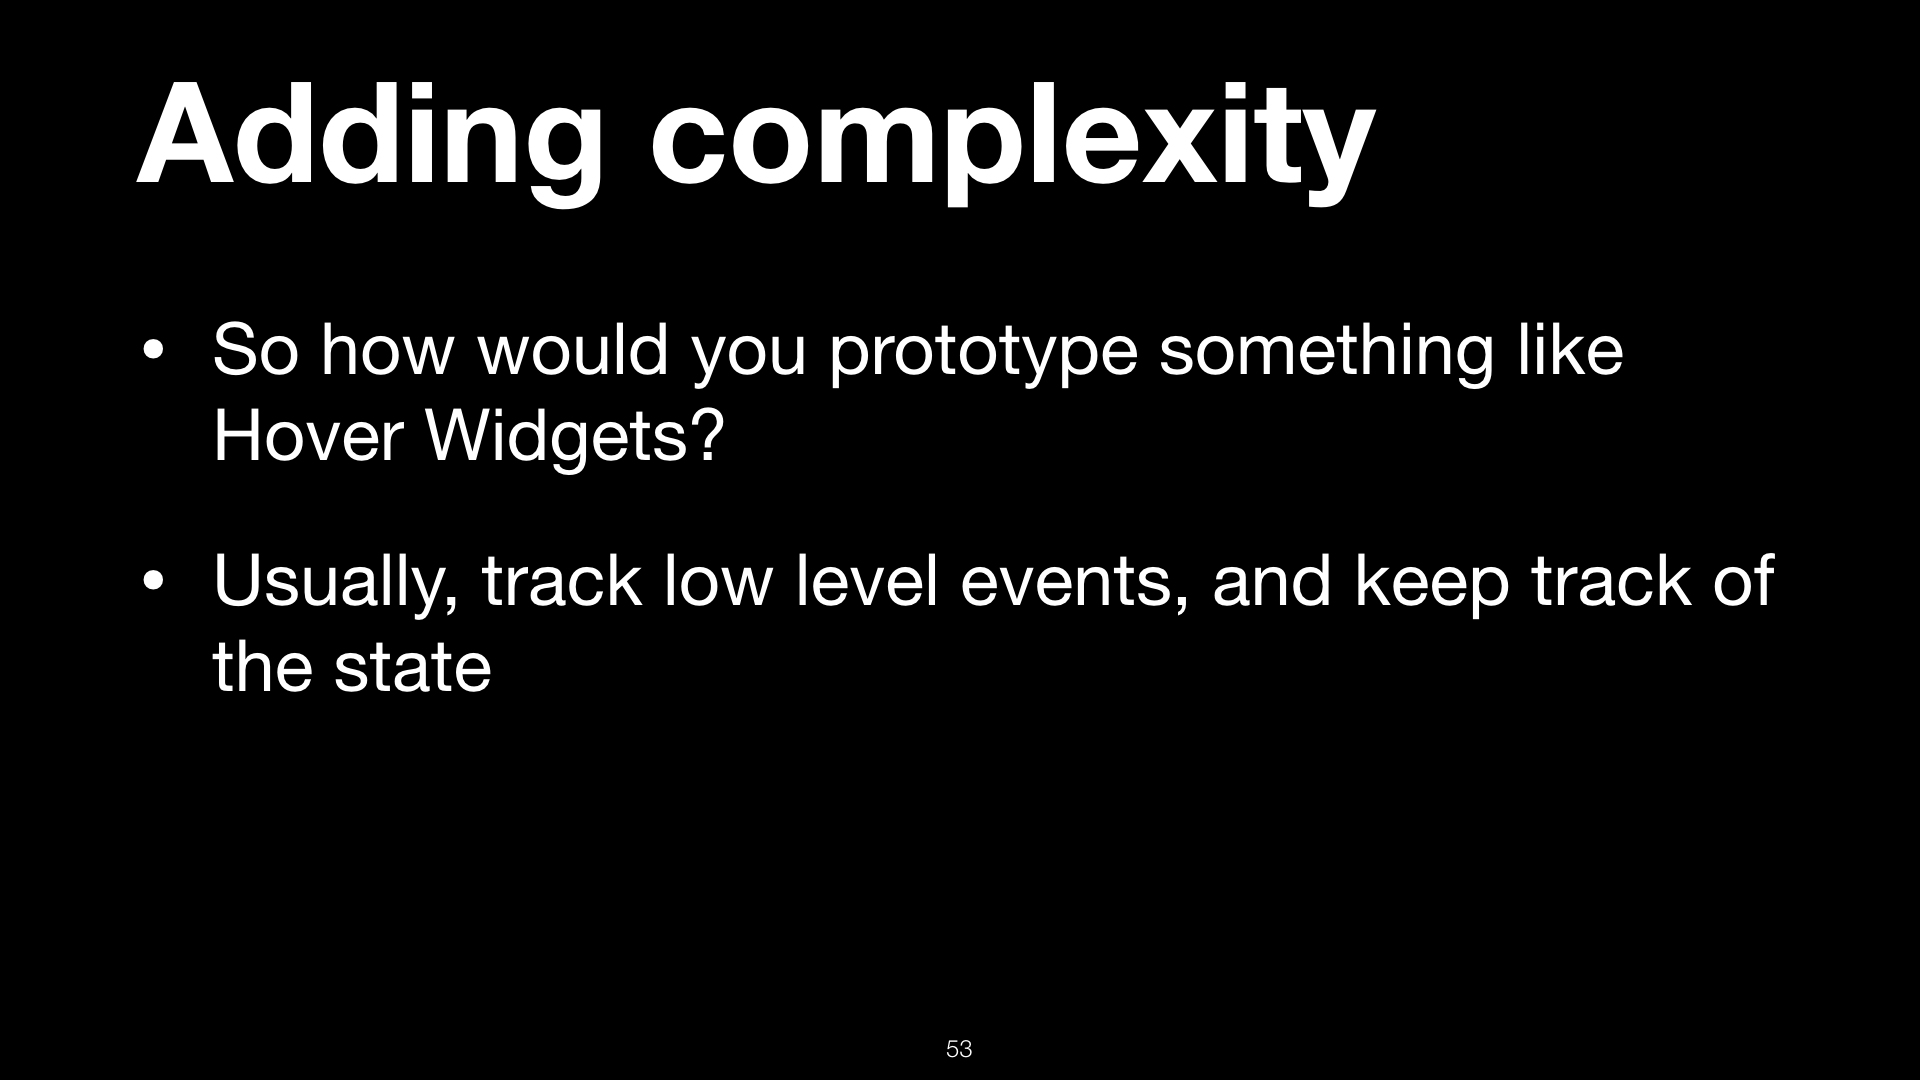 Adding complexity
• So how would you prototype something like
Hover Widgets?
• Usually, track low level events, and keep track of
the state
53